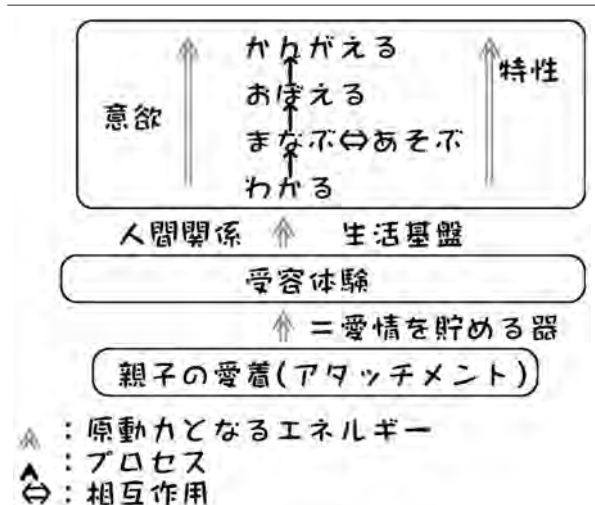 かんがえる
特性
おぼえる
意欲
まなぶ⇔あそぶ
わかる
人間関係 生活基盤
受容体験
=愛情を貯める器
親子の愛着(アタッチメント)
:原動力となるエネルギー
:プロセス
⇔:相互作用